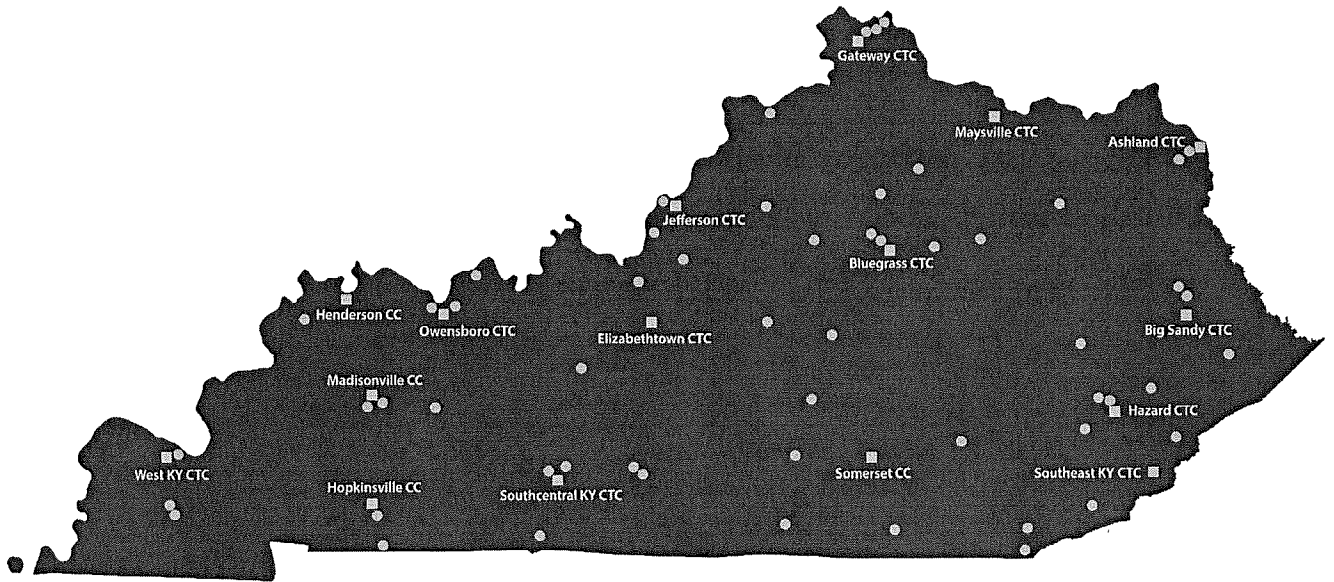 Gateway CTC
Maysville CTC
Ashland CTC
Jefferson CTC
Bluegrass CTC
Henderson CC
Owensboro CTC
Elizabethtown CTC
Big Sandy CTC
Madisonville CC
Hazard CTC
West KY CTC
Hopkinsville CC
Southcentral KY CTC
Somerset CC
Southeast KY CTC